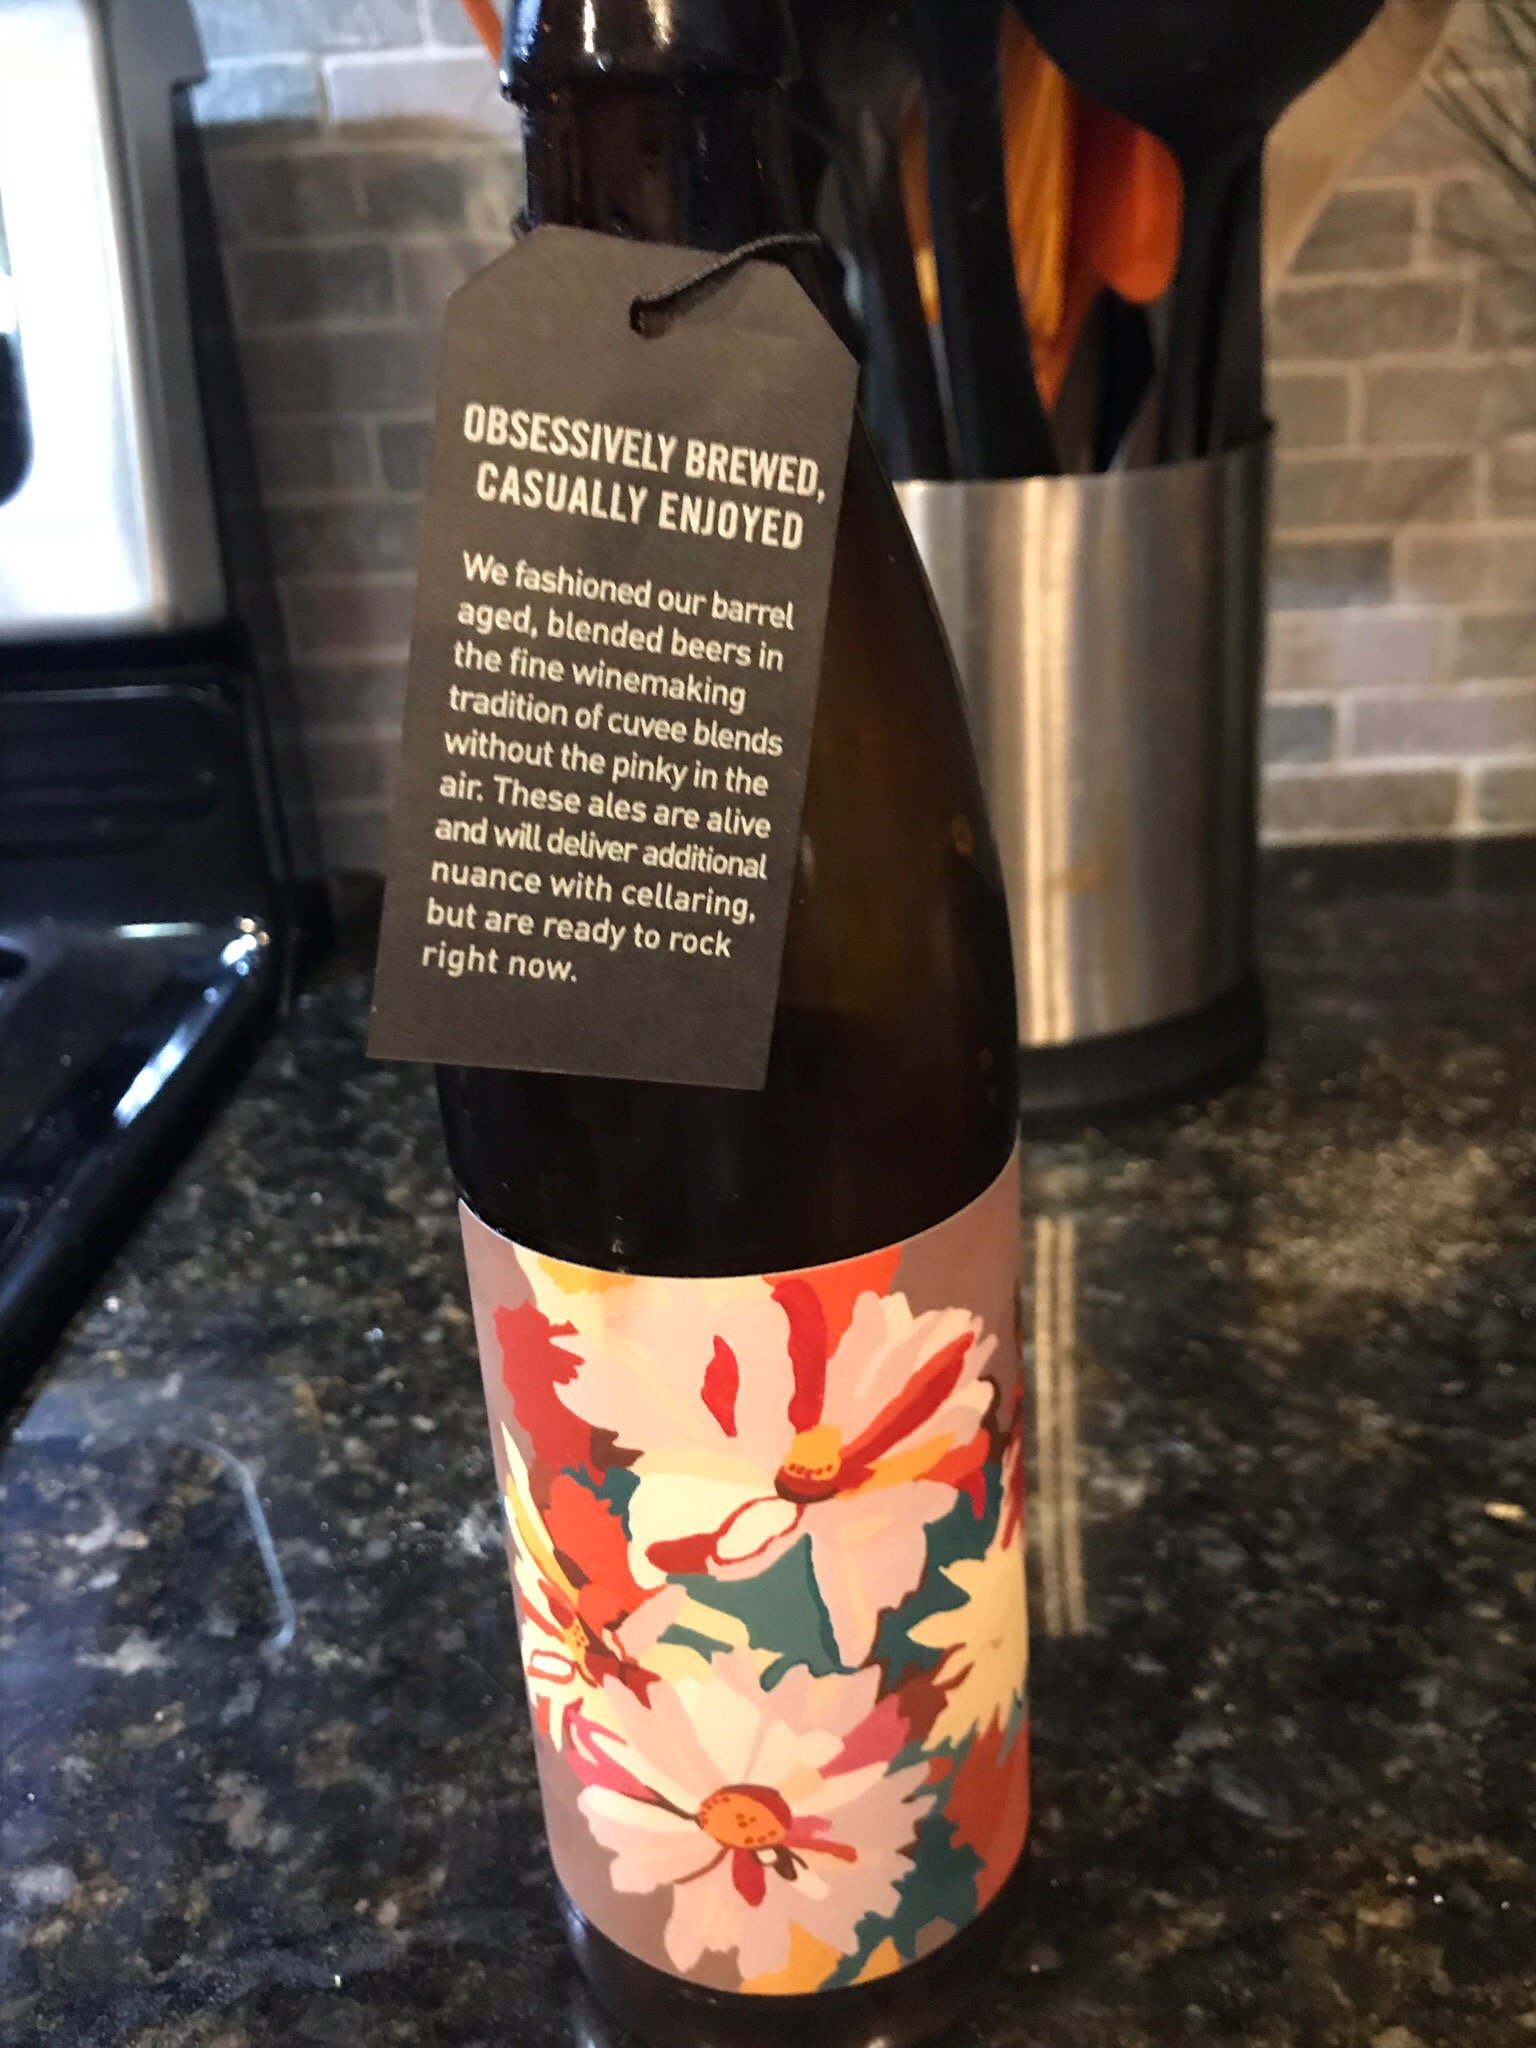 OBSESSIVELY BREWED,
CASUALLY ENJOYED
We fashioned our barrel
aged, blended beers in
the fine winemaking
tradition of cuvee blends
without the pinky in the
air. These ales are alive
and will deliver additional
nuance with cellaring,
but are ready to rock
right now.